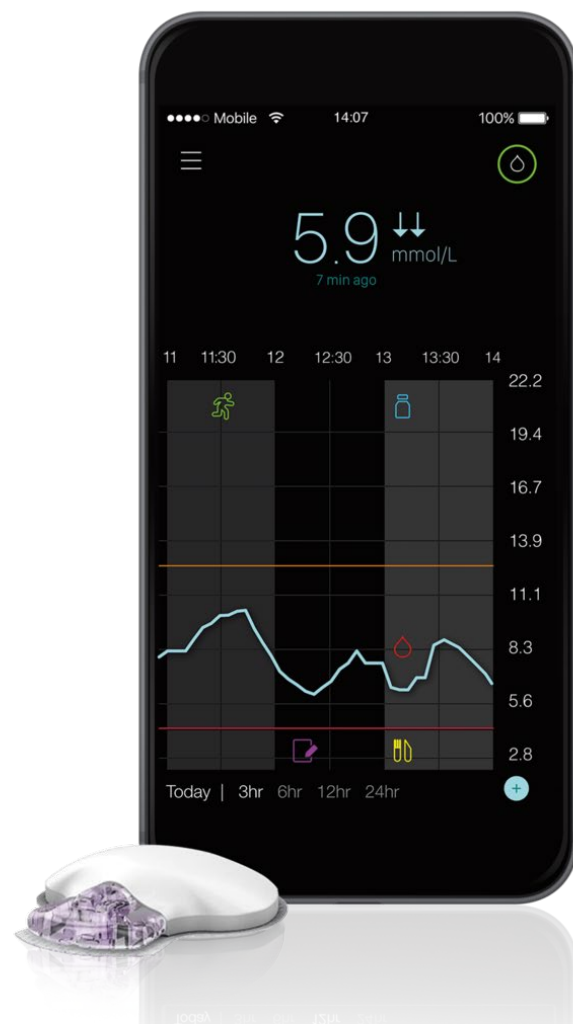 Mobile 14:07 100%
5.9 mmol/L
7 min ago
11 11:30 12 12:30 13 13:30 14
22.2
19.4
16.7
13.9
11.1
8.3
5.6
2.8
Today | 3hr 6hr 12hr 24hr
+